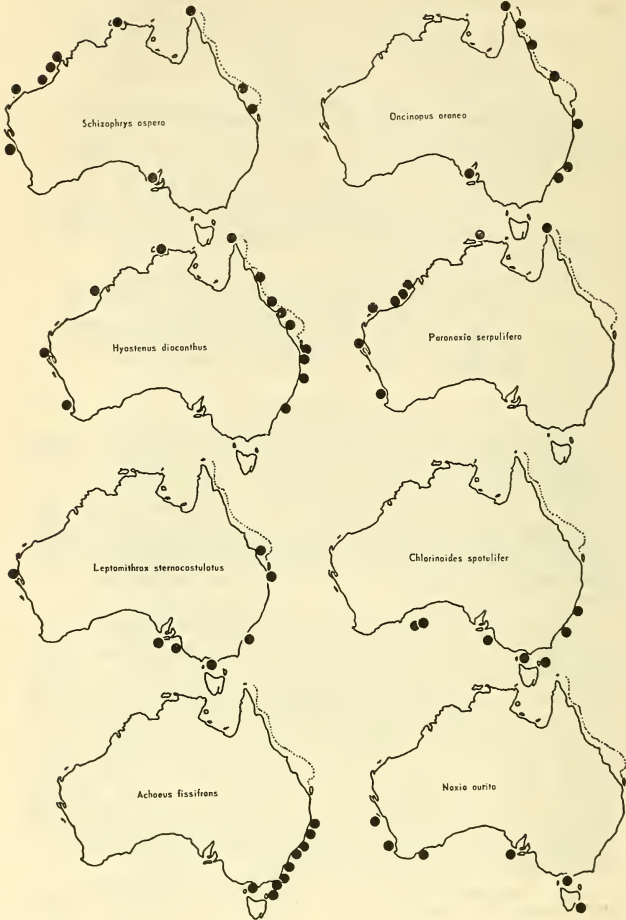 Schizophrys aspera
Oncinopus aranea
Hyastenus diacanthus
Paranaxia serpulifera
Leptomithrax sternocostulatus
Chlorinoides spatulifer
Achaeus fissifrons
Naxia aurita